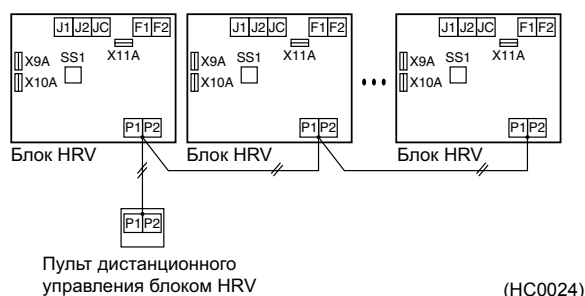 J1 J2 JC F1 F2 J1 J2 JC F1 F2 J1 J2 JC F1 F2
X9A SS1 X11A X9A SS1 X11A X9A SS1 X11A
X10A X10A ••• X10A
P1 P2 P1 P2 P1 P2
Блок HRV Блок HRV Блок HRV
P1 P2
Пульт дистанционного
управления блоком HRV (HC0024)